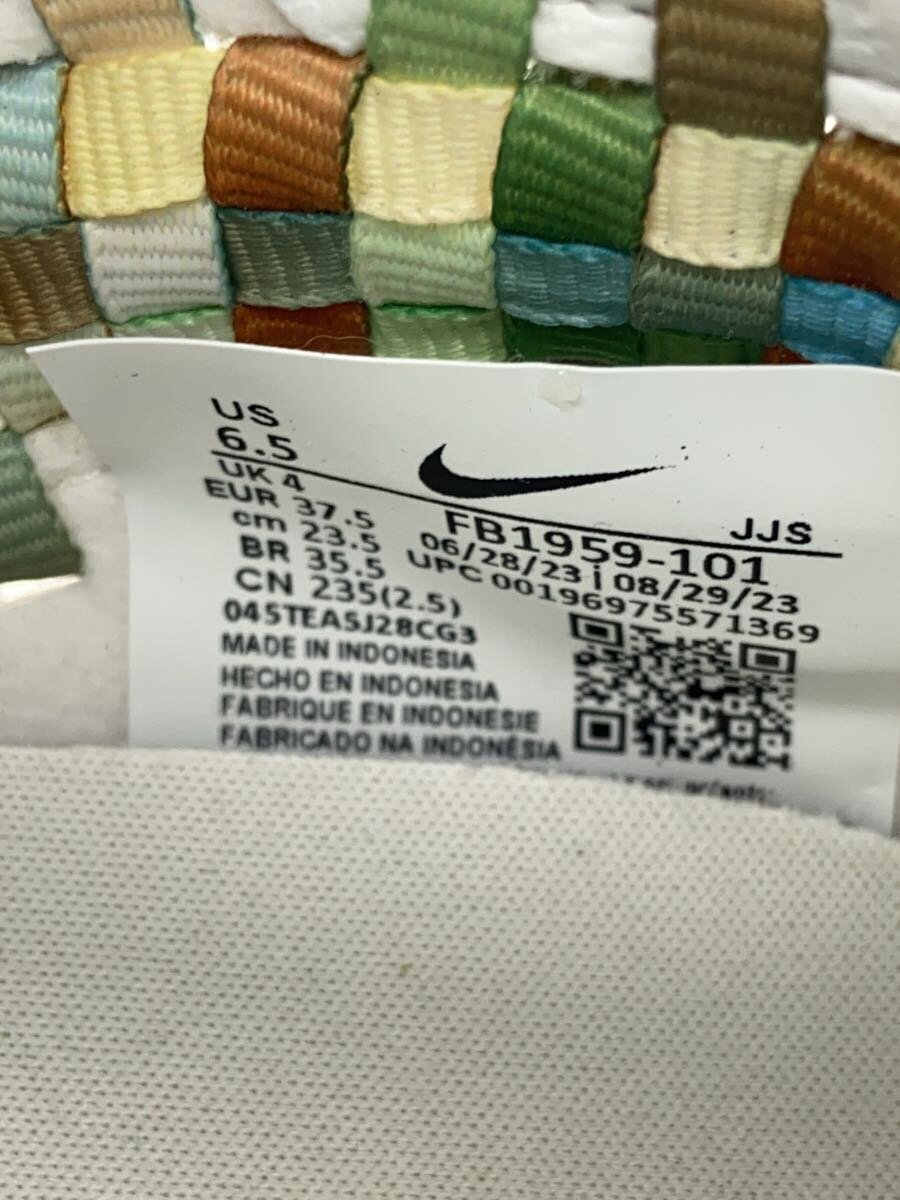 US
6.5
UK 4
EUR 37.5
cm 23.5
BR 35.5
CN 235(2.5)
JJS
FB1959-101
06/28/23 i 08/29/23
UPC 00196975571369
045TEASJ28CG3
MADE IN INDONESIA
HECHO EN INDONESIA
FABRIQUE EN INDONESIE
FABRICADO NA INDONÉSIA